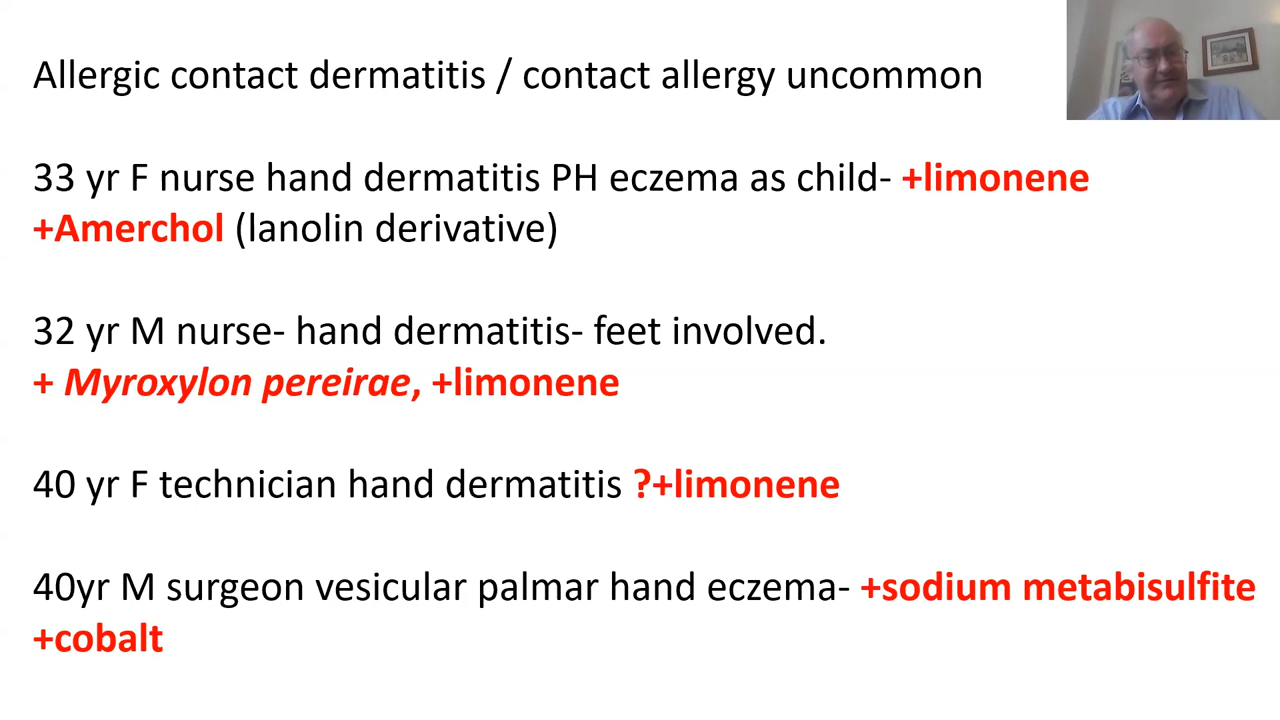 Allergic contact dermatitis / contact allergy uncommon
33 yr F nurse hand dermatitis PH eczema as child- +limonene
+Amerchol (lanolin derivative)
32 yr M nurse- hand dermatitis- feet involved.
+ Myroxylon pereirae, +limonene
40 yr F technician hand dermatitis ?+limonene
40yr M surgeon vesicular palmar hand eczema- +sodium metabisulfite
+cobalt